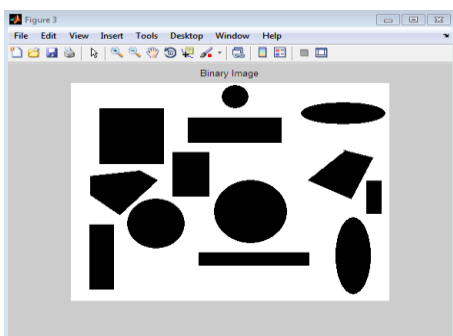 Figure 3
File Edit View Insert Tools Desktop Window Help
Binary Image